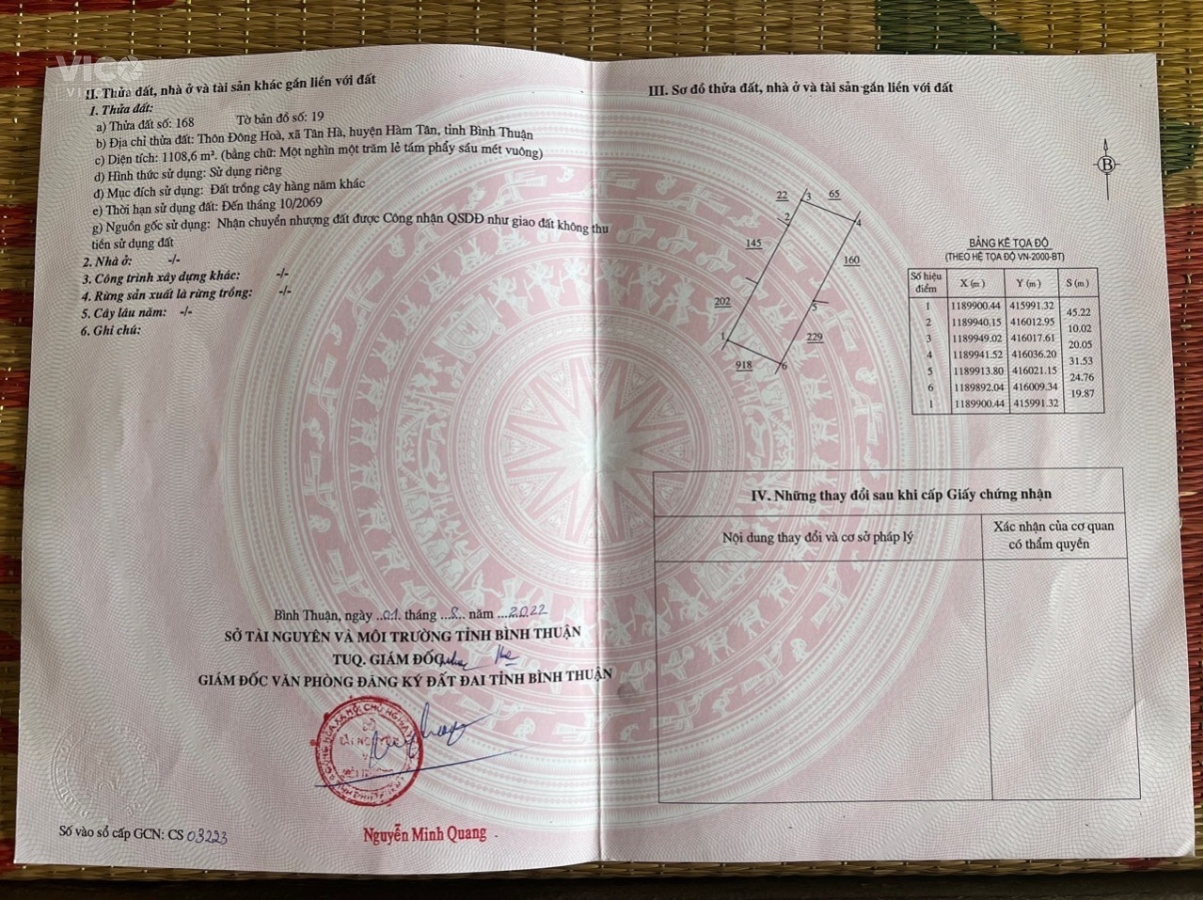 VICO
II. Thửa đất, nhà ở và tài sản khác gắn liền với đất
1. Thửa đất:
a) Thửa đất số: 168 Tờ bản đồ số: 19
b) Địa chỉ thửa đất: Thôn Đông Hoà, xã Tân Hà, huyện Hàm Tân, tỉnh Bình Thuận
c) Diện tích: 1108,6 m². (bằng chữ: Một nghìn một trăm lẻ tám phẩy sáu mét vuông)
d) Hình thức sử dụng: Sử dụng riêng
đ) Mục đích sử dụng: Đất trồng cây hàng năm khác
e) Thời hạn sử dụng đất: Đến tháng 10/2069
g) Nguồn gốc sử dụng: Nhận chuyển nhượng đất được Công nhận QSDĐ như giao đất không thu
tiền sử dụng đất
2. Nhà ở: -/-
3. Công trình xây dựng khác: -/-
4. Rừng sản xuất là rừng trồng: -/-
5. Cây lâu năm: -/-
6. Ghi chú:
Bình Thuận, ngày ..01. tháng ...8.. năm ....2022
SỞ TÀI NGUYÊN VÀ MÔI TRƯỜNG TỈNH BÌNH THUẬN
TUQ. GIÁM ĐỐC
GIÁM ĐỐC VĂN PHÒNG ĐĂNG KÝ ĐẤT ĐAI TỈNH BÌNH THUẬN
Nguyễn Minh Quang
Số vào sổ cấp GCN: CS 03223
III. Sơ đồ thửa đất, nhà ở và tài sản gắn liền với đất
B
22 3 65
2 4
145
160
202 5
1 229
918 6
BẢNG KÊ TỌA ĐỘ
(THEO HỆ TỌA ĐỘ VN-2000-BT)
Số hiệu điểm X (m) Y (m) S (m)
1 1189900.44 415991.32
45.22
2 1189940.15 416012.95
10.02
3 1189949.02 416017.61
20.05
4 1189941.52 416036.20
31.53
5 1189913.80 416021.15
24.76
6 1189892.04 416009.34
19.87
1 1189900.44 415991.32
IV. Những thay đổi sau khi cấp Giấy chứng nhận
Nội dung thay đổi và cơ sở pháp lý
Xác nhận của cơ quan
có thẩm quyền